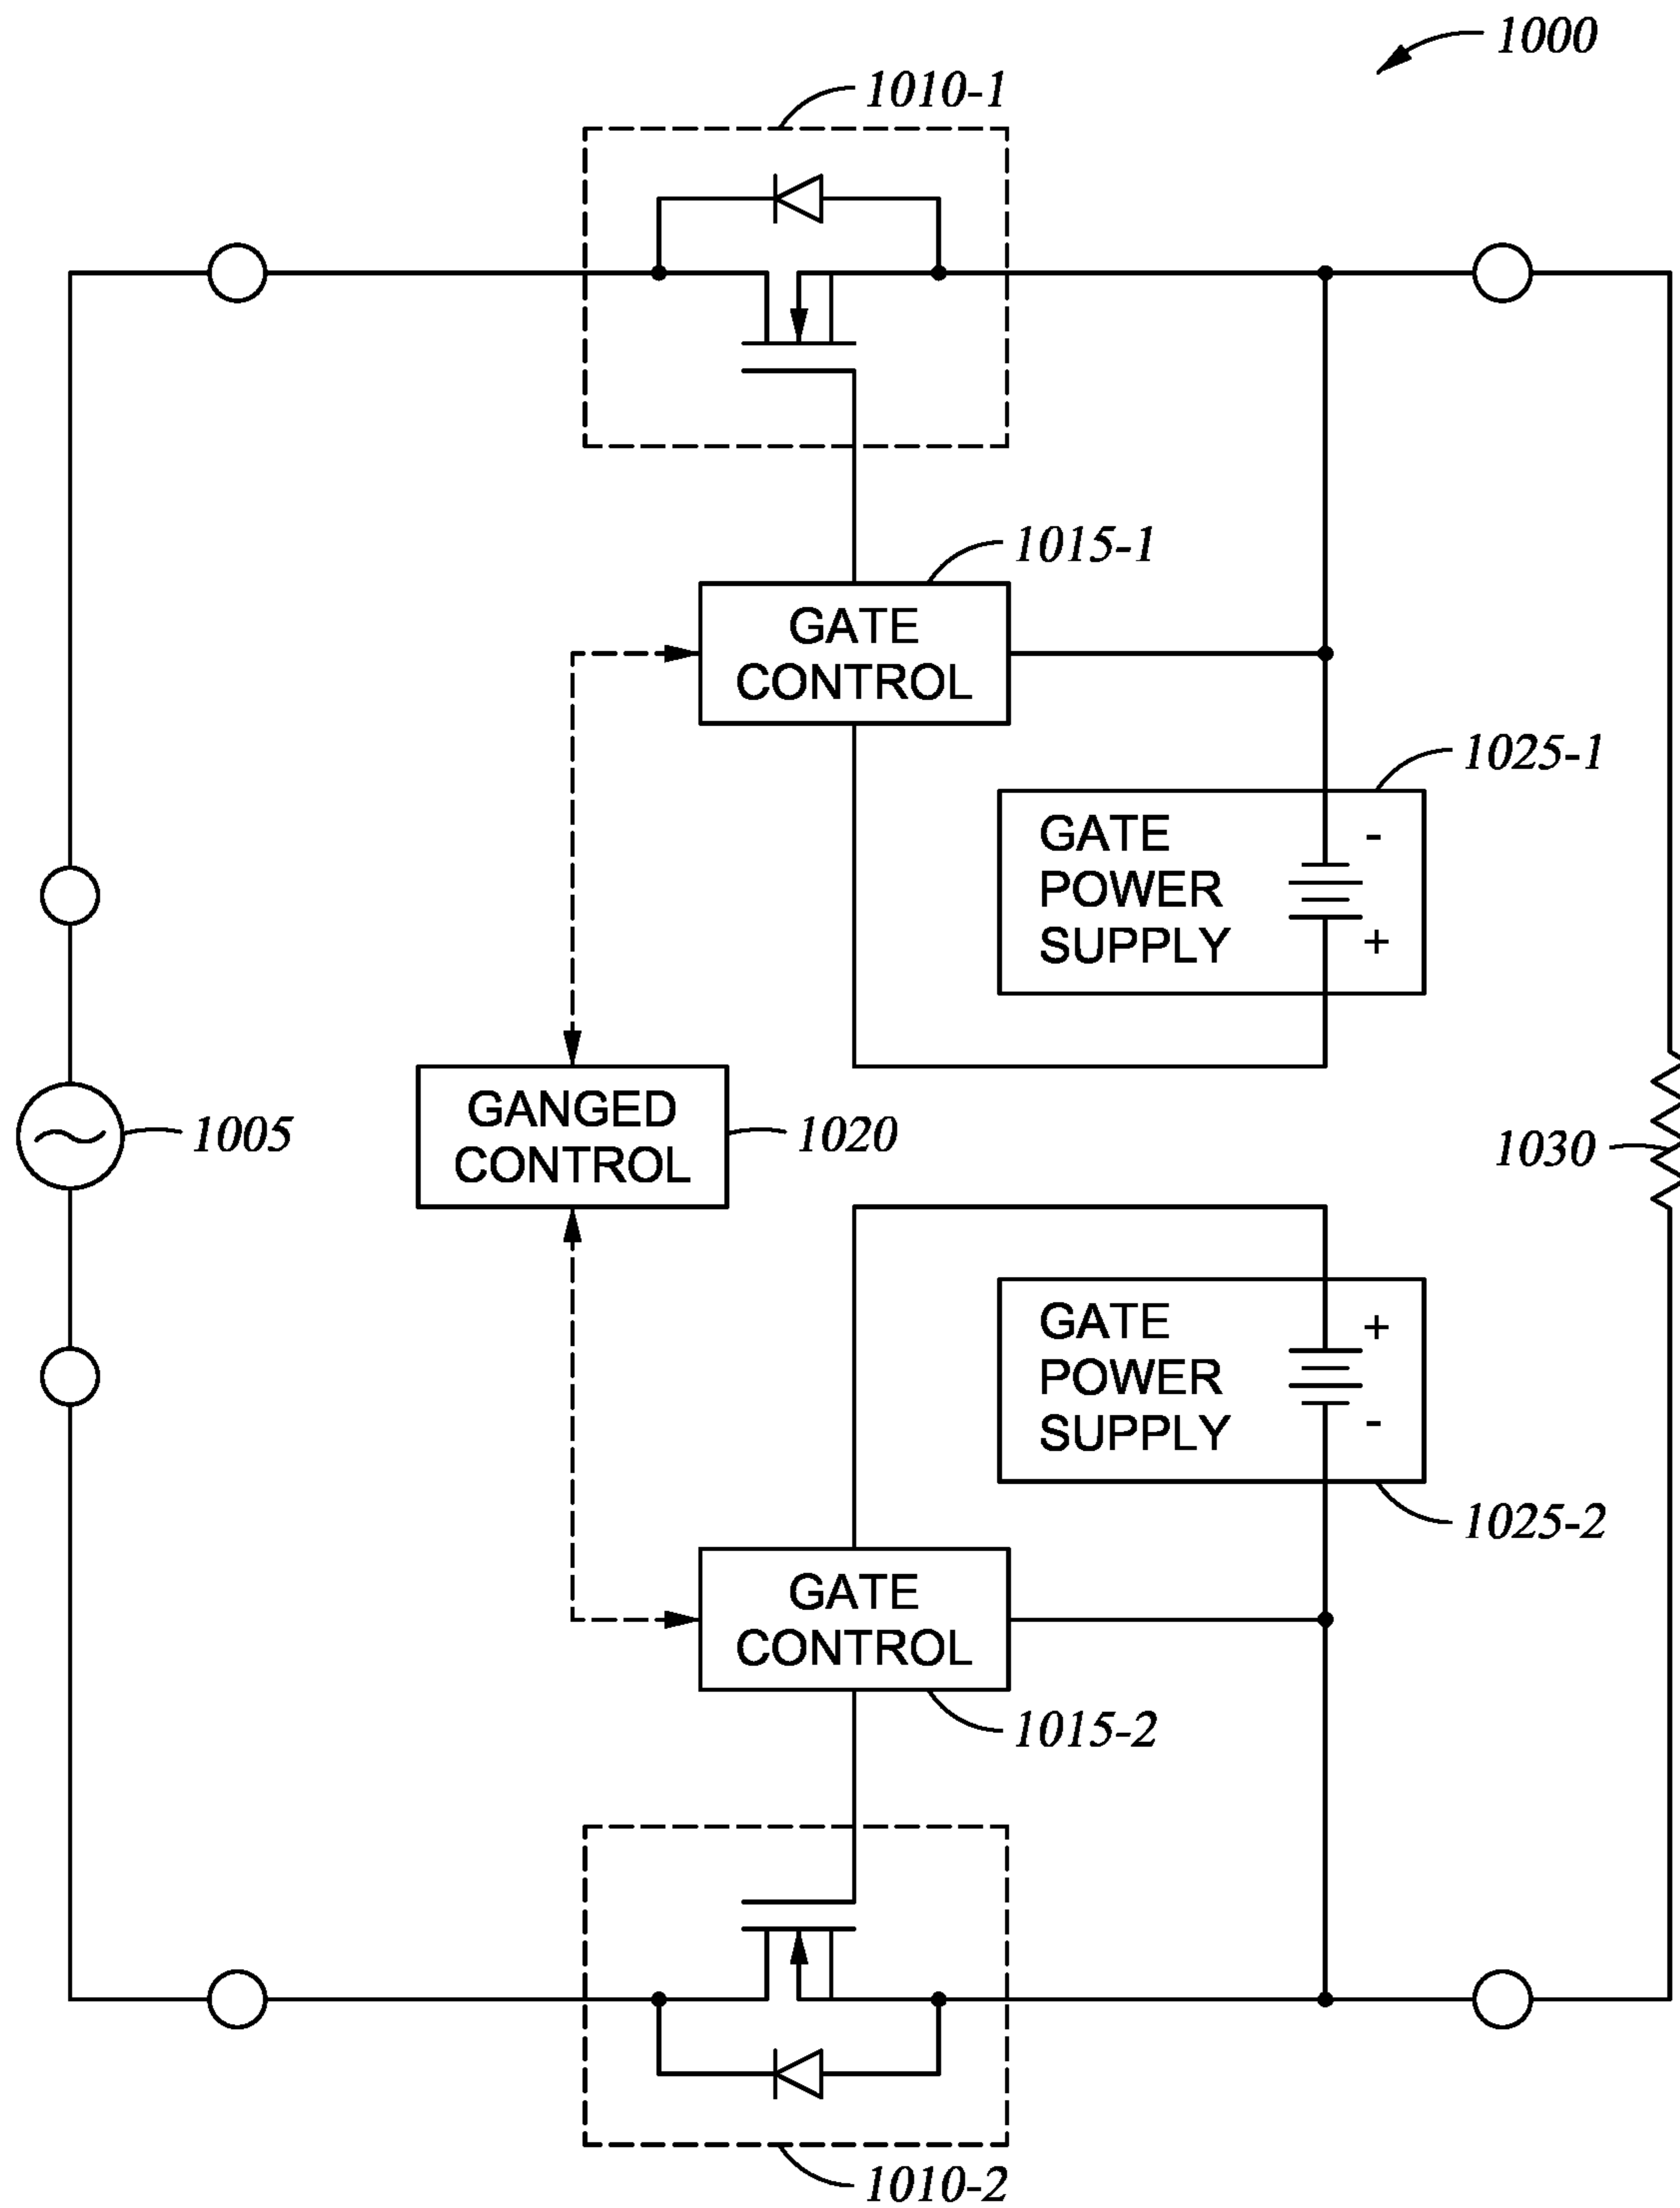 1000
1010-1
1015-1
GATE
CONTROL
1025-1
GATE
POWER
SUPPLY
-
+
1005
GANGED
CONTROL
1020
1030
GATE
POWER
SUPPLY
+
-
1025-2
GATE
CONTROL
1015-2
1010-2